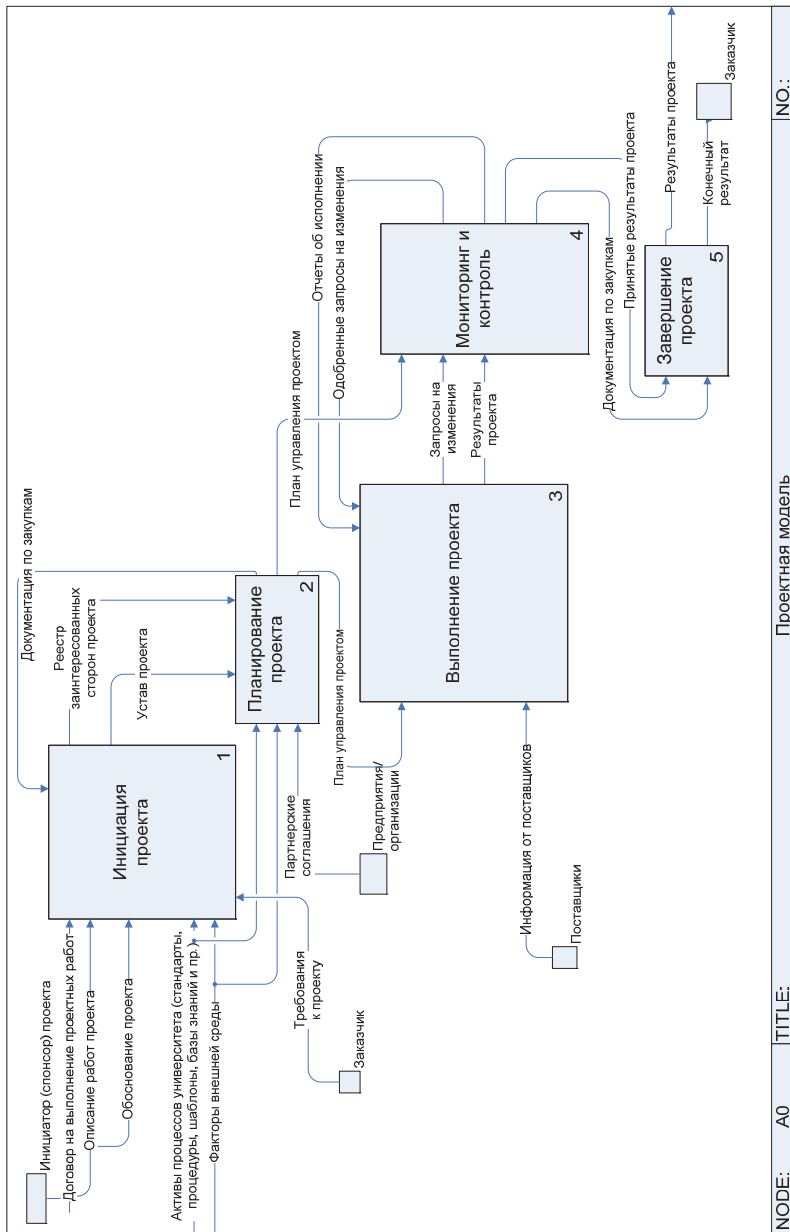 Инициатор (спонсор) проекта
Договор на выполнение проектных работ
Описание работ проекта
Обоснование проекта
Активы процессов университета (стандарты,
процедуры, шаблоны, базы знаний и пр.)
Факторы внешней среды
Требования
к проекту
Заказчик
Инициация
проекта
1
Документация по закупкам
Реестр
заинтересованных
сторон проекта
Устав проекта
Планирование
проекта
2
Партнерские
соглашения
Предприятия/
организации
План управления проектом
План управления проектом
Информация от поставщиков
Поставщики
Выполнение проекта
3
Отчеты об исполнении
Одобренные запросы на изменения
Запросы на
изменения
Результаты
проекта
Мониторинг и
контроль
4
Документация по закупкам
Принятые результаты проекта
Завершение
проекта
5
Результаты проекта
Конечный
результат
Заказчик
NODE:
A0
TITLE:
Проектная модель
NO.: